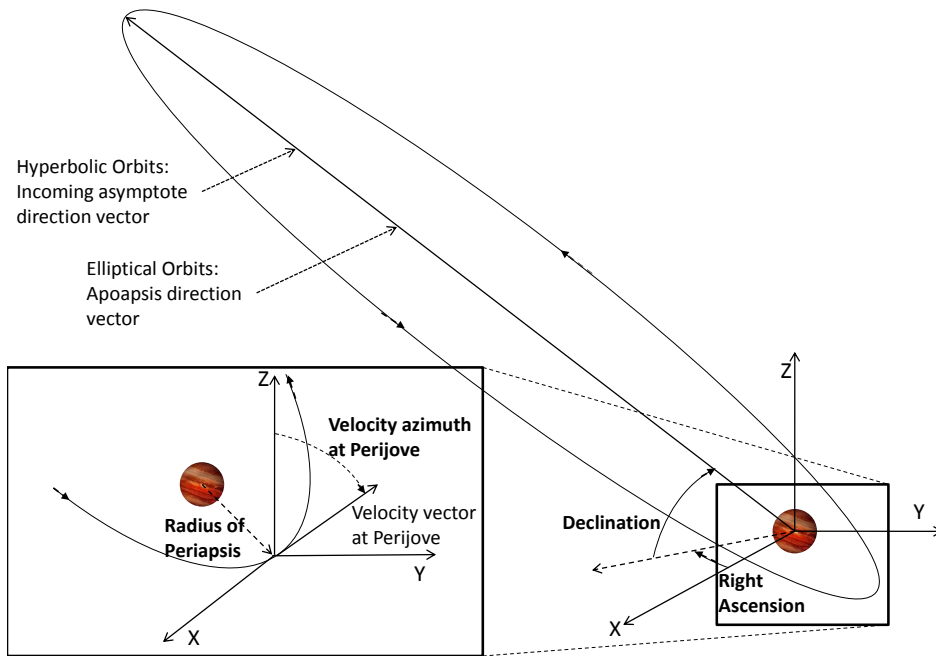 Hyperbolic Orbits:
Incoming asymptote
direction vector
Elliptical Orbits:
Apoapsis direction
vector
Z
Velocity azimuth
at Perijove
Radius of
Periapsis
Velocity vector
at Perijove
Y
X
Z
Y
Declination
Right
Ascension
X